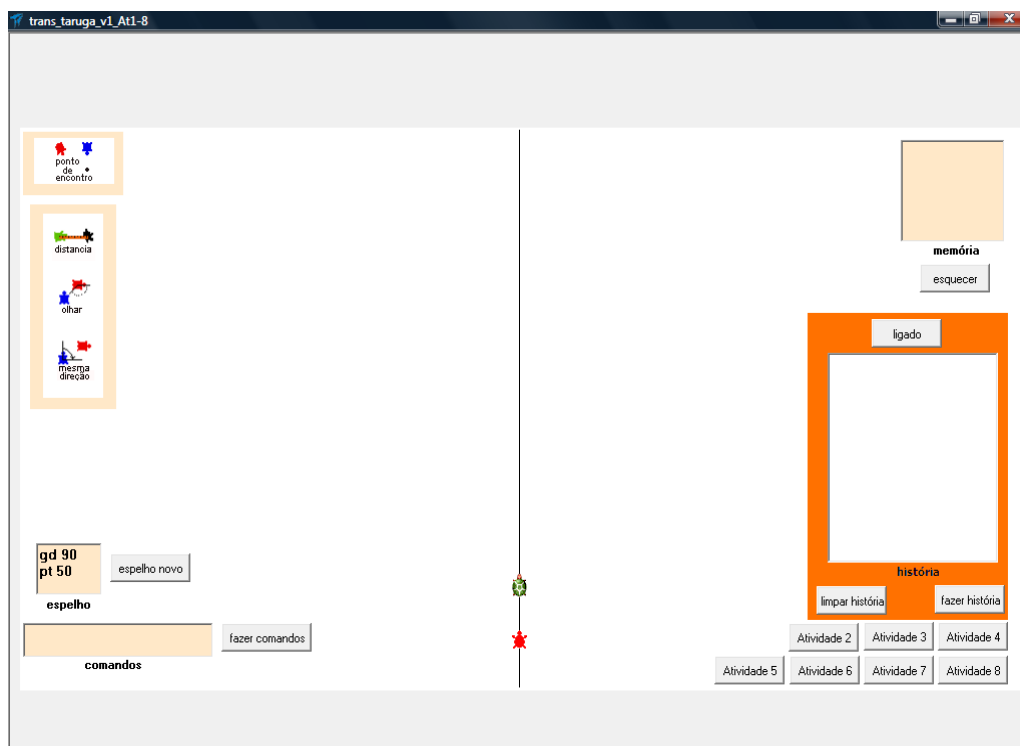 trans_taruga_v1_At1-8
ponto
de
encontro
distancia
olhar
mesma
direção
memória
esquecer
ligado
história
limpar história
fazer história
gd 90
pt 50
espelho novo
espelho
fazer comandos
comandos
Atividade 2
Atividade 3
Atividade 4
Atividade 5
Atividade 6
Atividade 7
Atividade 8